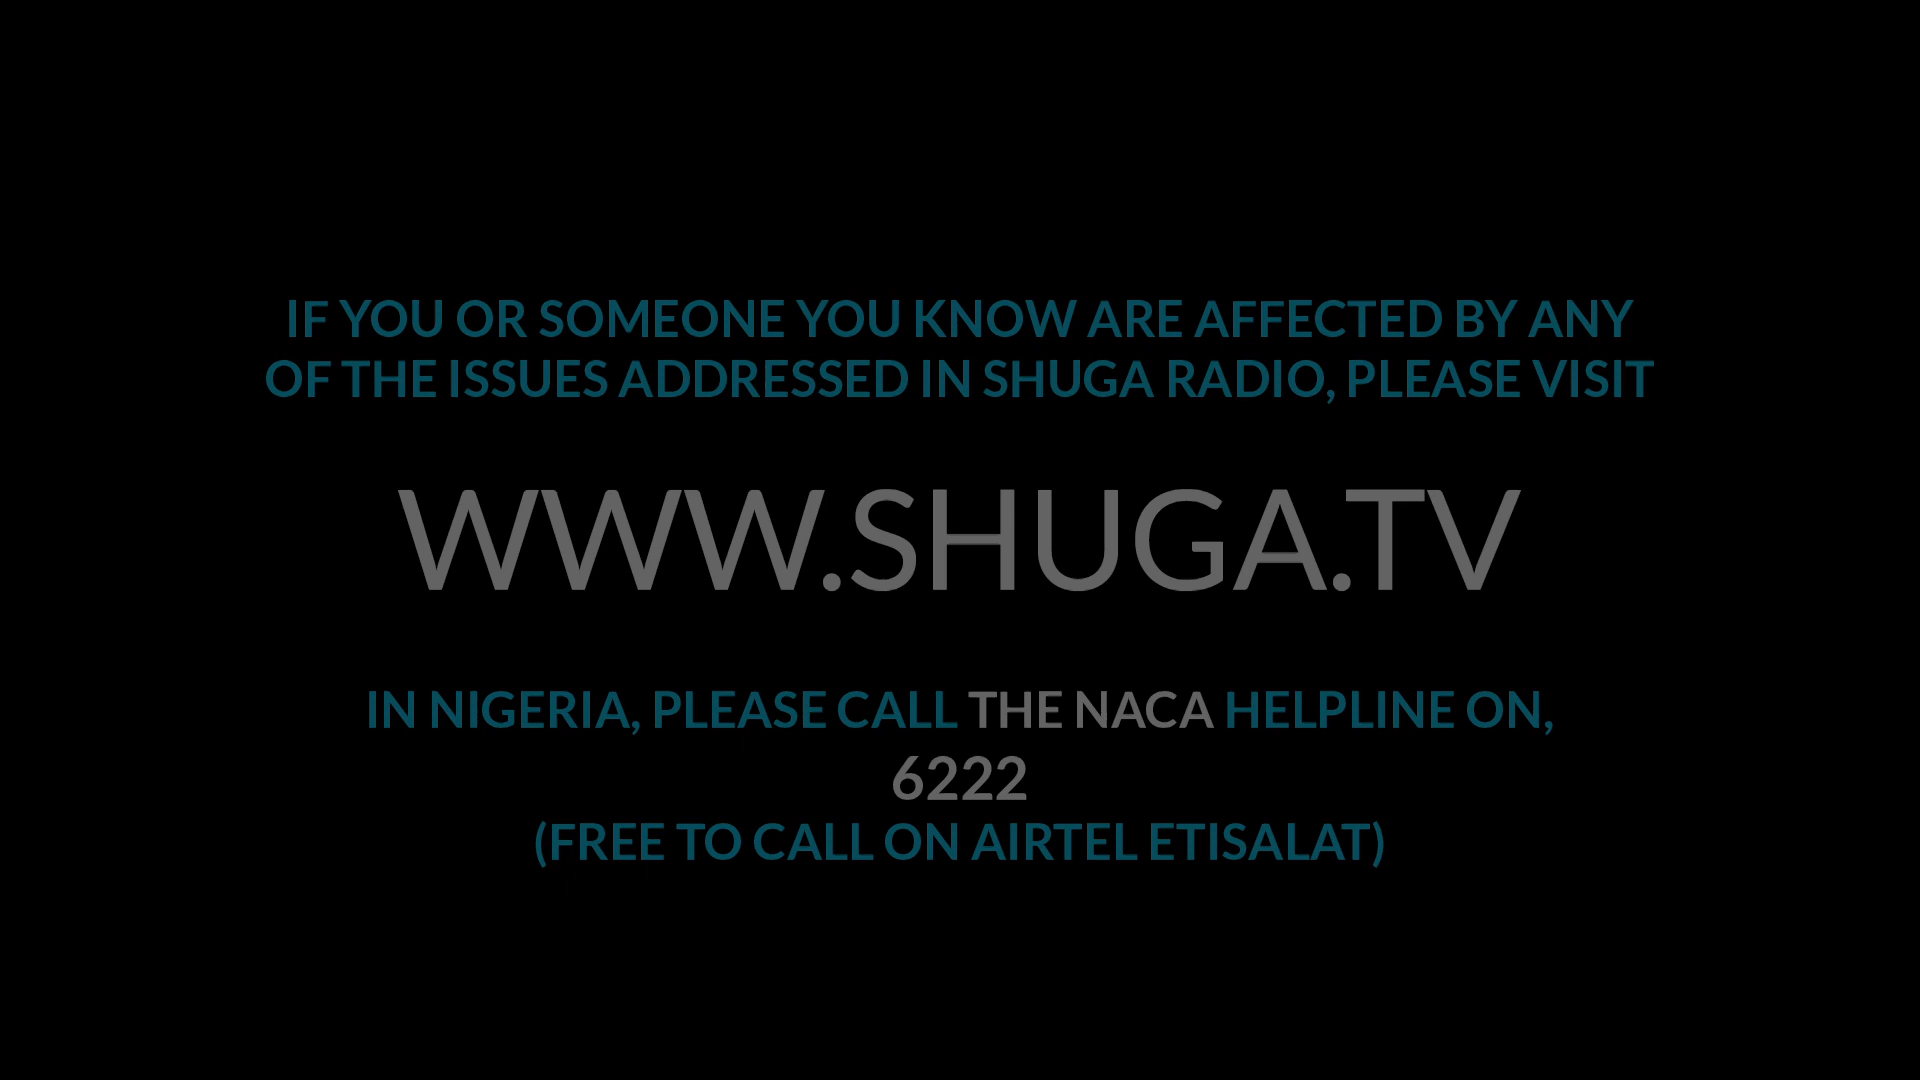 IF YOU OR SOMEONE YOU KNOW ARE AFFECTED BY ANY
OF THE ISSUES ADDRESSED IN SHUGA RADIO, PLEASE VISIT
WWW.SHUGA.TV
IN NIGERIA, PLEASE CALL THE NACA HELPLINE ON,
6222
(FREE TO CALL ON AIRTEL ETISALAT)